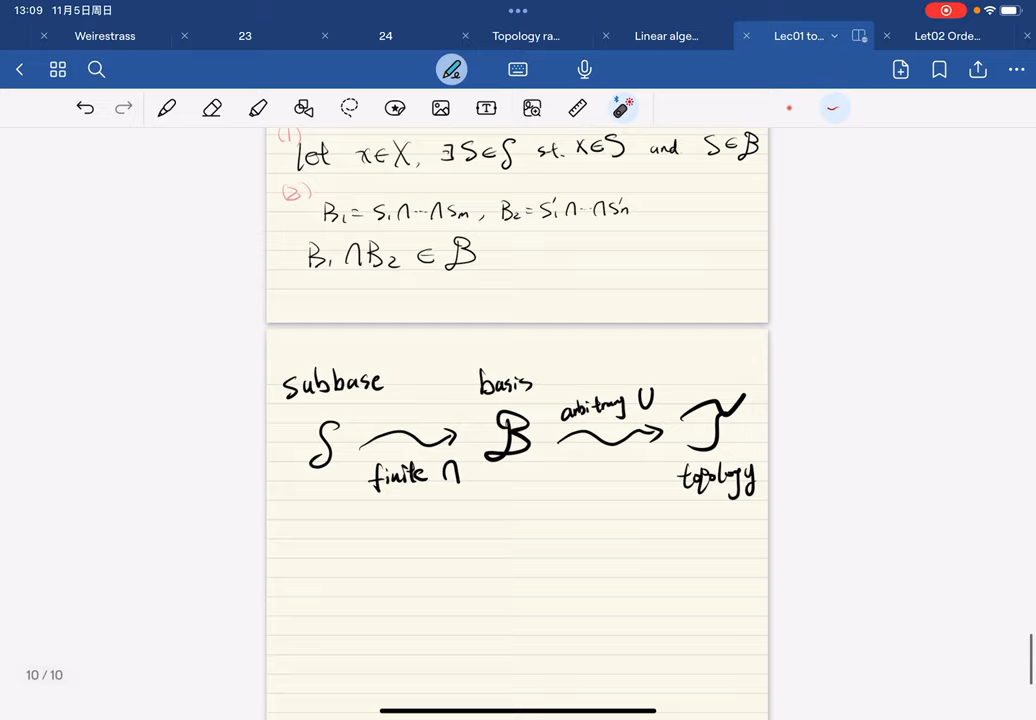 13:09 11月5日周日
Weirestrass 23 24 Topology ra... Linear alge... Lec01 to... Let02 Orde...
(1)
let x∈X, ∃S∈𝒮 st. x∈S and S∈ℬ
(2)
B₁=S₁∩⋯∩Sₘ, B₂=S'₁∩⋯∩S'ₙ
B₁∩B₂ ∈ ℬ
subbase basis arbitrary ∪
𝒮 ℬ 𝒯
finite ∩ topology
10 / 10